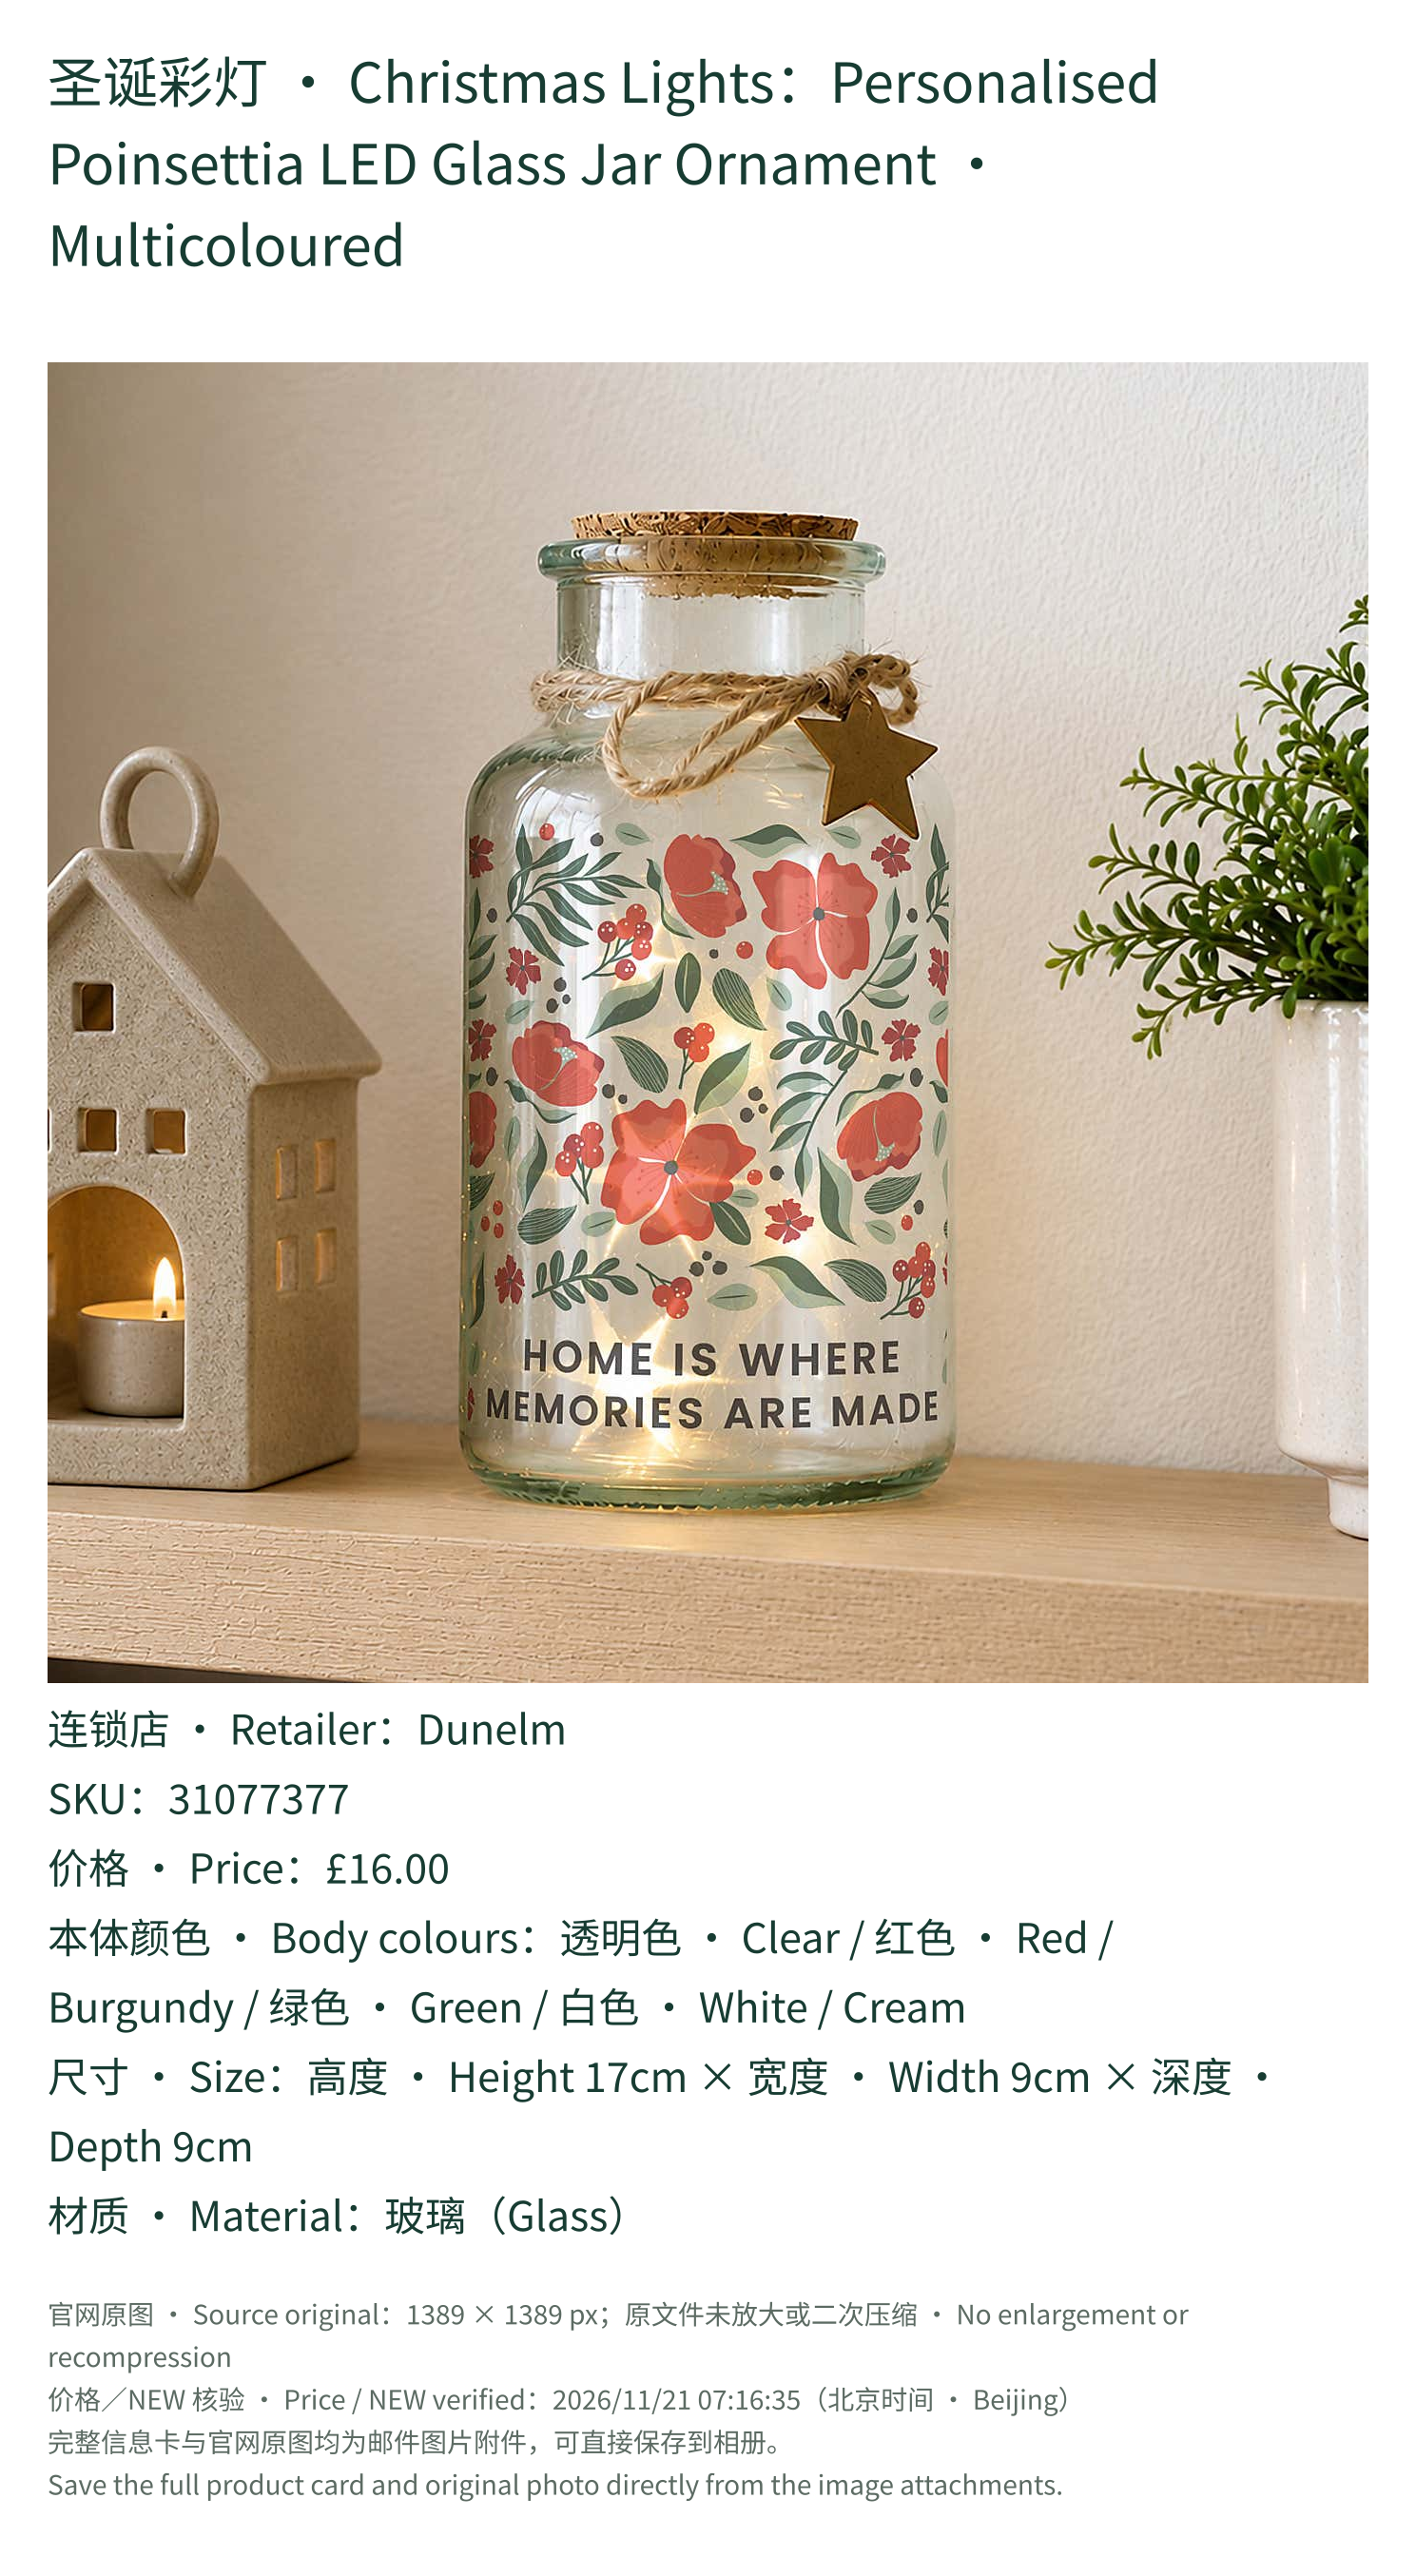 圣诞彩灯 · Christmas Lights：Personalised
Poinsettia LED Glass Jar Ornament ·
Multicoloured
HOME IS WHERE
MEMORIES ARE MADE
连锁店 · Retailer：Dunelm
SKU：31077377
价格 · Price：£16.00
本体颜色 · Body colours：透明色 · Clear / 红色 · Red /
Burgundy / 绿色 · Green / 白色 · White / Cream
尺寸 · Size：高度 · Height 17cm × 宽度 · Width 9cm × 深度 ·
Depth 9cm
材质 · Material：玻璃（Glass）
官网原图 · Source original：1389 × 1389 px；原文件未放大或二次压缩 · No enlargement or
recompression
价格／NEW 核验 · Price / NEW verified：2026/11/21 07:16:35（北京时间 · Beijing）
完整信息卡与官网原图均为邮件图片附件，可直接保存到相册。
Save the full product card and original photo directly from the image attachments.